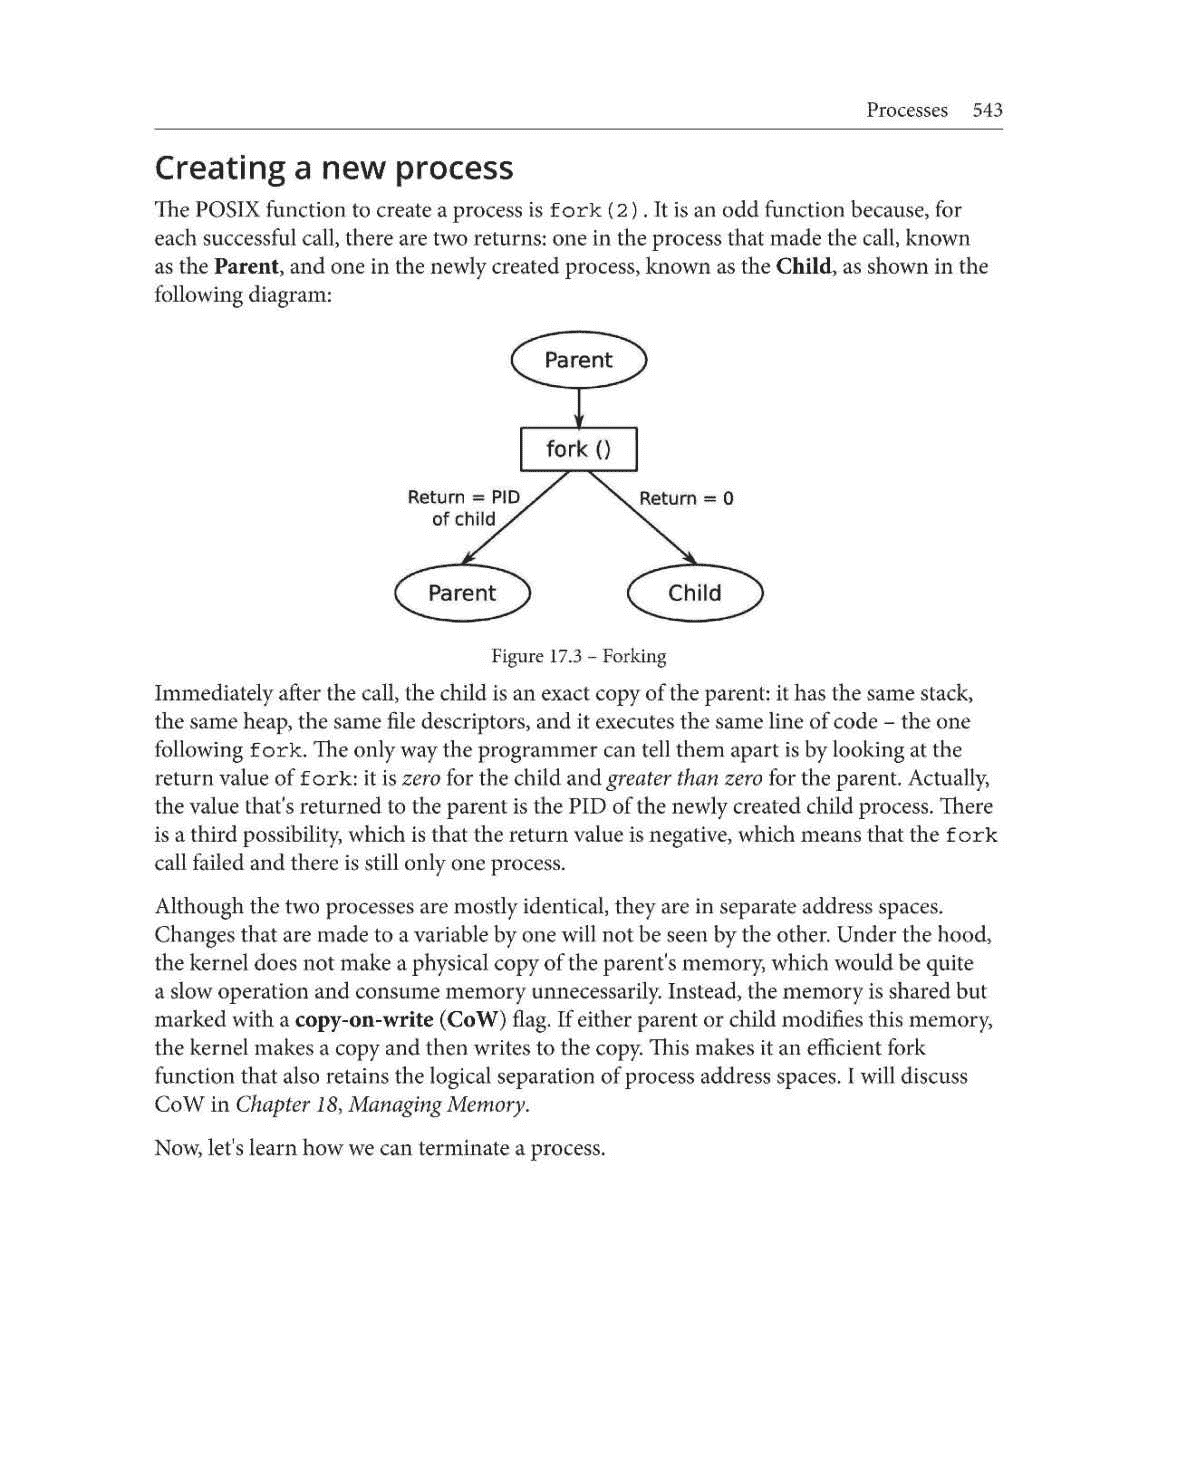 Processes 543
Creating a new process
The POSIX function to create a process is fork(2). It is an odd function because, for
each successful call, there are two returns: one in the process that made the call, known
as the Parent, and one in the newly created process, known as the Child, as shown in the
following diagram:
Parent
fork ()
Return = PID
of child
Return = 0
Parent
Child
Figure 17.3 – Forking
Immediately after the call, the child is an exact copy of the parent: it has the same stack,
the same heap, the same file descriptors, and it executes the same line of code – the one
following fork. The only way the programmer can tell them apart is by looking at the
return value of fork: it is zero for the child and greater than zero for the parent. Actually,
the value that's returned to the parent is the PID of the newly created child process. There
is a third possibility, which is that the return value is negative, which means that the fork
call failed and there is still only one process.
Although the two processes are mostly identical, they are in separate address spaces.
Changes that are made to a variable by one will not be seen by the other. Under the hood,
the kernel does not make a physical copy of the parent's memory, which would be quite
a slow operation and consume memory unnecessarily. Instead, the memory is shared but
marked with a copy-on-write (CoW) flag. If either parent or child modifies this memory,
the kernel makes a copy and then writes to the copy. This makes it an efficient fork
function that also retains the logical separation of process address spaces. I will discuss
CoW in Chapter 18, Managing Memory.
Now, let's learn how we can terminate a process.